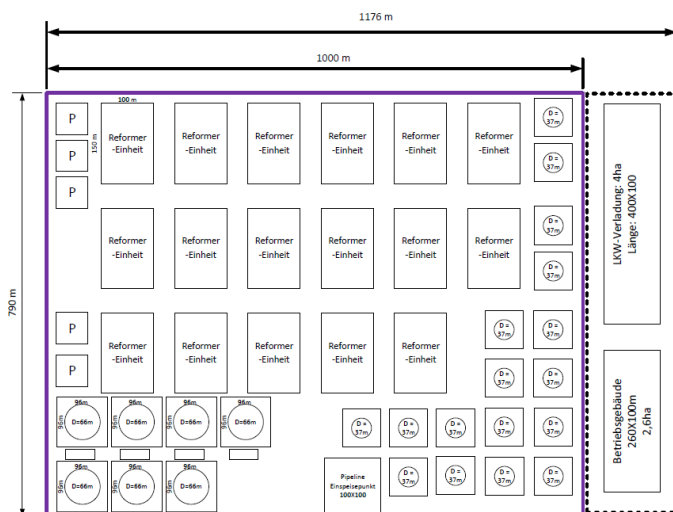 1176 m
1000 m
790 m
100 m
150 m
P
P
P
Reformer
-Einheit
Reformer
-Einheit
Reformer
-Einheit
Reformer
-Einheit
Reformer
-Einheit
Reformer
-Einheit
D =
37m
D =
37m
Reformer
-Einheit
Reformer
-Einheit
Reformer
-Einheit
Reformer
-Einheit
Reformer
-Einheit
Reformer
-Einheit
D =
37m
D =
37m
P
P
Reformer
-Einheit
Reformer
-Einheit
Reformer
-Einheit
Reformer
-Einheit
Reformer
-Einheit
D =
37m
D =
37m
D =
37m
D =
37m
96m
96m
D=66m
96m
96m
D=66m
96m
96m
D=66m
96m
96m
D=66m
D =
37m
D =
37m
D =
37m
D =
37m
D =
37m
96m
96m
D=66m
96m
96m
D=66m
96m
96m
D=66m
Pipeline
Einspeisepunkt
100X100
D =
37m
D =
37m
D =
37m
D =
37m
LKW-Verladung: 4ha
Länge: 400X100
Betriebsgebäude
260X100m
2,6ha